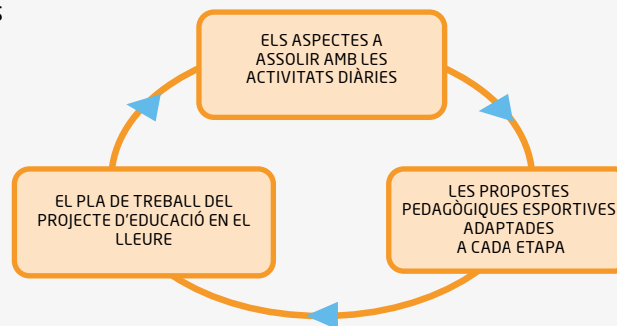 ELS ASPECTES A
ASSOLIR AMB LES
ACTIVITATS DIÀRIES
EL PLA DE TREBALL DEL
PROJECTE D'EDUCACIÓ EN EL
LLEURE
LES PROPOSTES
PEDAGÒGIQUES ESPORTIVES
ADAPTADES
A CADA ETAPA